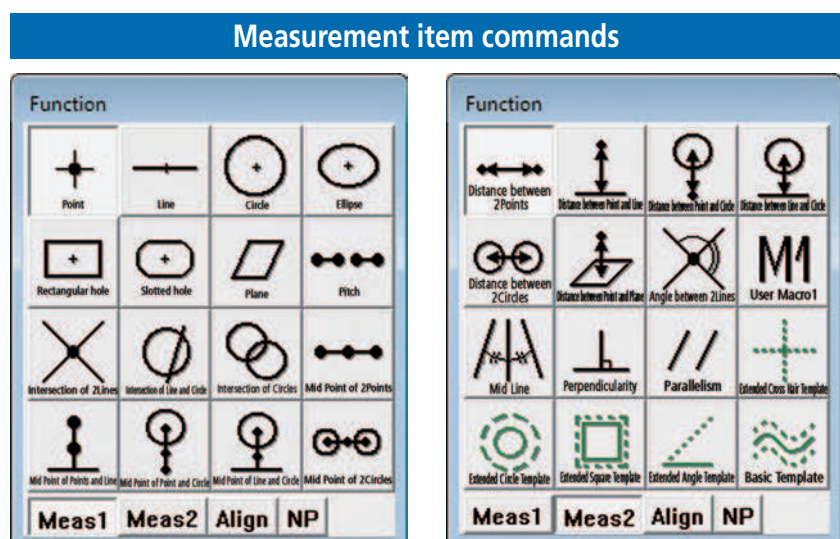 Measurement item commands
Function
Point
Line
Circle
Ellipse
Rectangular hole
Slotted hole
Plane
Pitch
Intersection of 2Lines
Intersection of Line and Circle
Intersection of Circles
Mid Point of 2Points
Mid Point of Points and Line
Mid Point of Point and Circle
Mid Point of Line and Circle
Mid Point of 2Circles
Meas1
Meas2
Align
NP
Function
Distance between
2Points
Distance between Point and Line
Distance between Point and Circle
Distance between Line and Circle
Distance between
2Circles
Distance between Point and Plane
Angle between 2Lines
M1
User Macro1
Mid Line
Perpendicularity
Parallelism
Extended Cross Hair Template
Extended Circle Template
Extended Square Template
Extended Angle Template
Basic Template
Meas1
Meas2
Align
NP